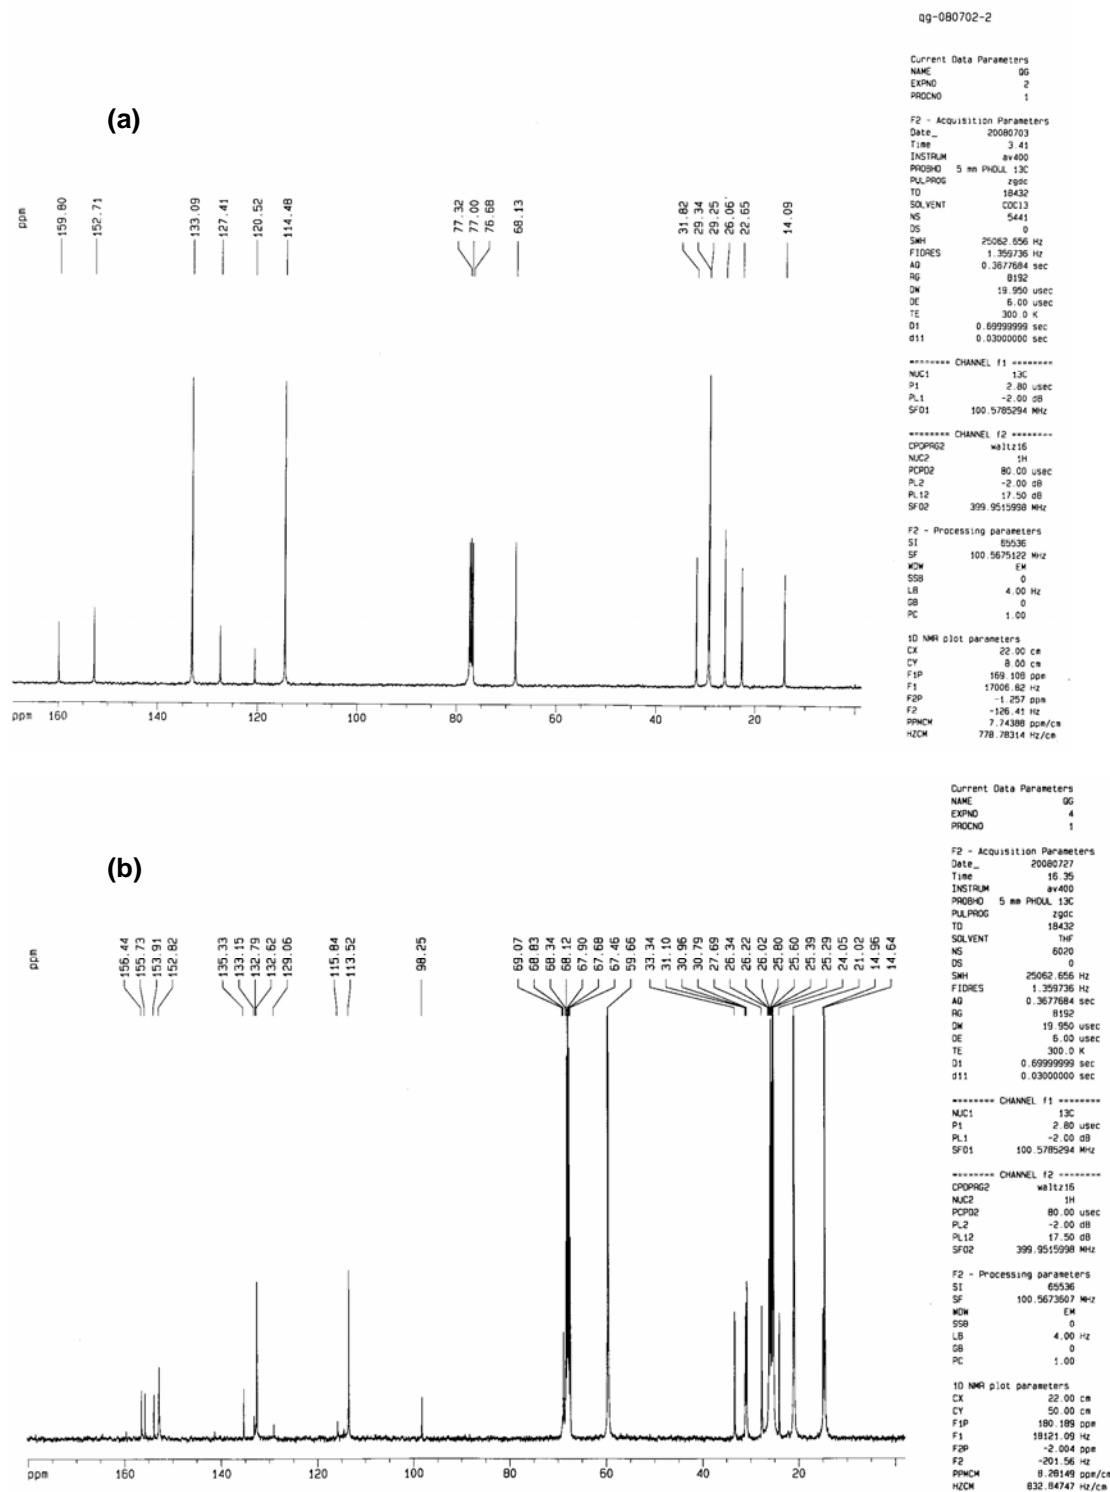 qg-080702-2
Current Data Parameters
NAME QG
EXPNO 2
PROCNO 1
F2 - Acquisition Parameters
Date_ 20080703
Time 3.41
INSTRUM av400
PROBHD 5 mm PHDUL 13C
PULPROG zgdc
TD 18432
SOLVENT CDCl3
NS 5441
DS 0
SWH 25062.656 Hz
FIDRES 1.359736 Hz
AQ 0.3677684 sec
RG 8192
DW 19.950 usec
DE 6.00 usec
TE 300.0 K
D1 0.69999999 sec
d11 0.03000000 sec
======== CHANNEL f1 ========
NUC1 13C
P1 2.80 usec
PL1 -2.00 dB
SFO1 100.5785294 MHz
======== CHANNEL f2 ========
CPDPRG2 waltz16
NUC2 1H
PCPD2 80.00 usec
PL2 -2.00 dB
PL12 17.50 dB
SFO2 399.9515998 MHz
F2 - Processing parameters
SI 65536
SF 100.5675122 MHz
WDW EM
SSB 0
LB 4.00 Hz
GB 0
PC 1.00
1D NMR plot parameters
CX 22.00 cm
CY 8.00 cm
F1P 169.108 ppm
F1 17006.82 Hz
F2P -1.257 ppm
F2 -126.41 Hz
PPMCM 7.74388 ppm/cm
HZCM 778.78314 Hz/cm
(a)
ppm
159.80
152.71
133.09
127.41
120.52
114.48
77.32
77.00
76.68
68.13
31.82
29.34
29.25
26.06
22.65
14.09
ppm 160 140 120 100 80 60 40 20
Current Data Parameters
NAME QG
EXPNO 4
PROCNO 1
F2 - Acquisition Parameters
Date_ 20080727
Time 16.35
INSTRUM av400
PROBHD 5 mm PHDUL 13C
PULPROG zgdc
TD 18432
SOLVENT THF
NS 6020
DS 0
SWH 25062.656 Hz
FIDRES 1.359736 Hz
AQ 0.3677684 sec
RG 8192
DW 19.950 usec
DE 6.00 usec
TE 300.0 K
D1 0.69999999 sec
d11 0.03000000 sec
======== CHANNEL f1 ========
NUC1 13C
P1 2.80 usec
PL1 -2.00 dB
SFO1 100.5785294 MHz
======== CHANNEL f2 ========
CPDPRG2 waltz16
NUC2 1H
PCPD2 80.00 usec
PL2 -2.00 dB
PL12 17.50 dB
SFO2 399.9515998 MHz
F2 - Processing parameters
SI 65536
SF 100.5673607 MHz
WDW EM
SSB 0
LB 4.00 Hz
GB 0
PC 1.00
1D NMR plot parameters
CX 22.00 cm
CY 50.00 cm
F1P 180.189 ppm
F1 18121.09 Hz
F2P -2.004 ppm
F2 -201.56 Hz
PPMCM 8.28149 ppm/cm
HZCM 832.84747 Hz/cm
(b)
ppm
156.44
155.73
153.91
152.82
135.33
133.15
132.79
132.62
129.06
115.84
113.52
98.25
69.07
68.83
68.34
68.12
67.90
67.68
67.46
59.66
33.34
31.10
30.96
30.79
27.69
26.34
26.22
26.02
25.80
25.60
25.39
25.29
24.05
21.02
14.96
14.64
ppm 160 140 120 100 80 60 40 20